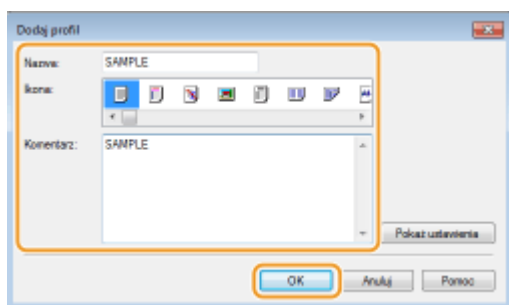 Dodaj profil
Nazwa: SAMPLE
Ikona:
Komentarz: SAMPLE
Pokaż ustawienia
OK Anuluj Pomoc